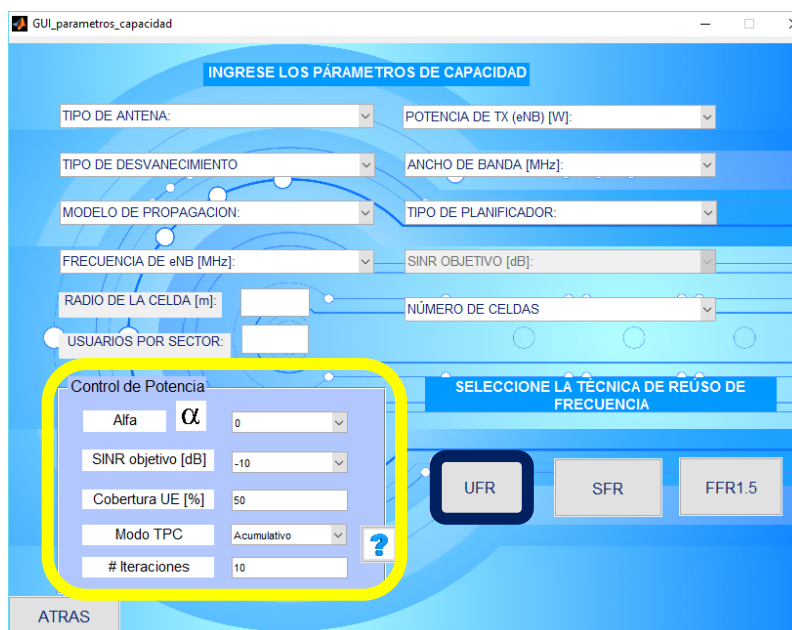 GUI_parametros_capacidad
INGRESE LOS PÁRAMETROS DE CAPACIDAD
TIPO DE ANTENA:
POTENCIA DE TX (eNB) [W]:
TIPO DE DESVANECIMIENTO
ANCHO DE BANDA [MHz]:
MODELO DE PROPAGACION:
TIPO DE PLANIFICADOR:
FRECUENCIA DE eNB [MHz]:
SINR OBJETIVO [dB]:
RADIO DE LA CELDA [m]:
NÚMERO DE CELDAS
USUARIOS POR SECTOR:
Control de Potencia
Alfa α 0
SINR objetivo [dB] -10
Cobertura UE [%] 50
Modo TPC Acumulativo
?
# Iteraciones 10
SELECCIONE LA TÉCNICA DE REÚSO DE
FRECUENCIA
UFR SFR FFR1.5
ATRAS